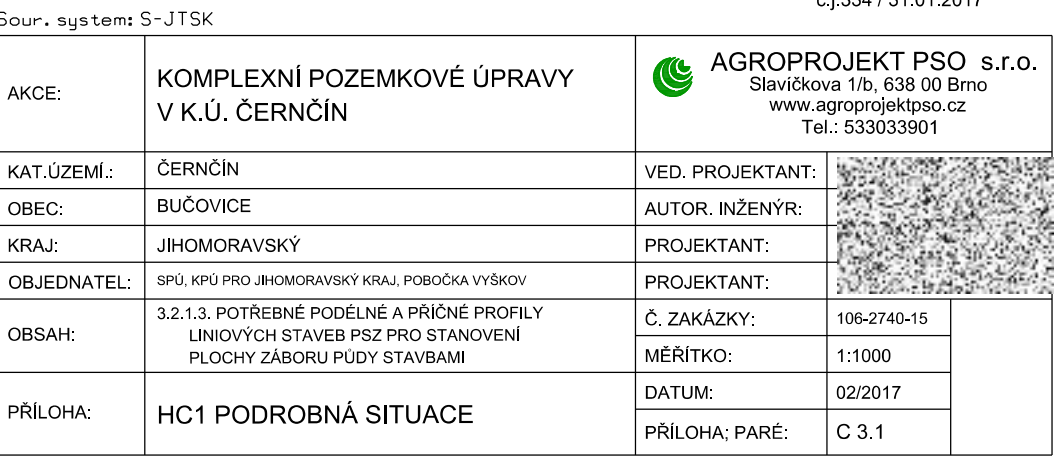 Sour. system: S-JTSK
č.j.334 / 31.01.2017
AKCE:
KOMPLEXNÍ POZEMKOVÉ ÚPRAVY
V K.Ú. ČERNČÍN
AGROPROJEKT PSO s.r.o.
Slavíčkova 1/b, 638 00 Brno
www.agroprojektpso.cz
Tel.: 533033901
KAT.ÚZEMÍ.:
ČERNČÍN
VED. PROJEKTANT:
OBEC:
BUČOVICE
AUTOR. INŽENÝR:
KRAJ:
JIHOMORAVSKÝ
PROJEKTANT:
OBJEDNATEL:
SPÚ, KPÚ PRO JIHOMORAVSKÝ KRAJ, POBOČKA VYŠKOV
PROJEKTANT:
OBSAH:
3.2.1.3. POTŘEBNÉ PODÉLNÉ A PŘÍČNÉ PROFILY
LINIOVÝCH STAVEB PSZ PRO STANOVENÍ
PLOCHY ZÁBORU PŮDY STAVBAMI
Č. ZAKÁZKY:
106-2740-15
MĚŘÍTKO:
1:1000
PŘÍLOHA:
HC1 PODROBNÁ SITUACE
DATUM:
02/2017
PŘÍLOHA; PARÉ:
C 3.1